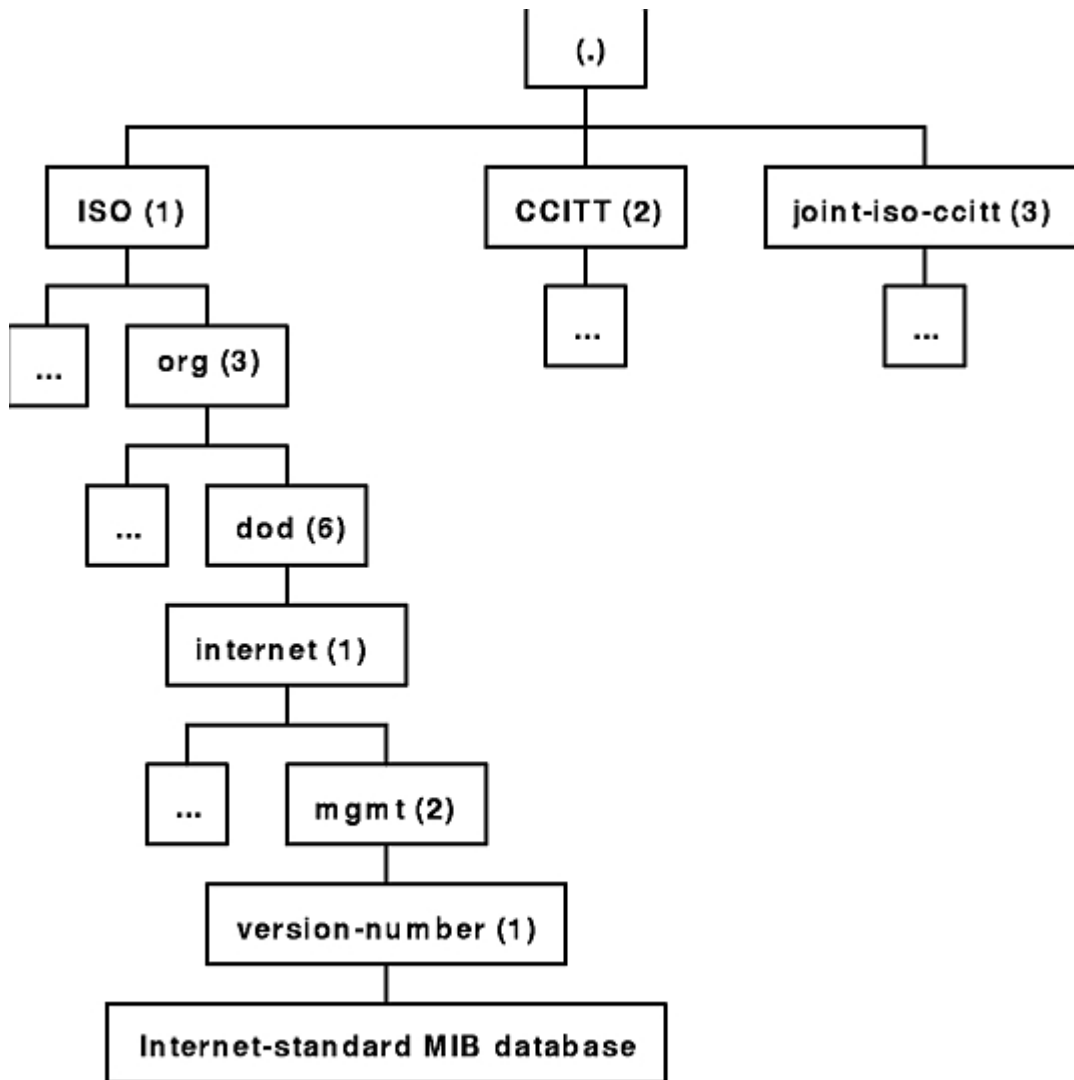 (.)
ISO (1)
CCITT (2)
joint-iso-ccitt (3)
...
org (3)
...
...
...
dod (6)
internet (1)
...
mgmt (2)
version-number (1)
Internet-standard MIB database